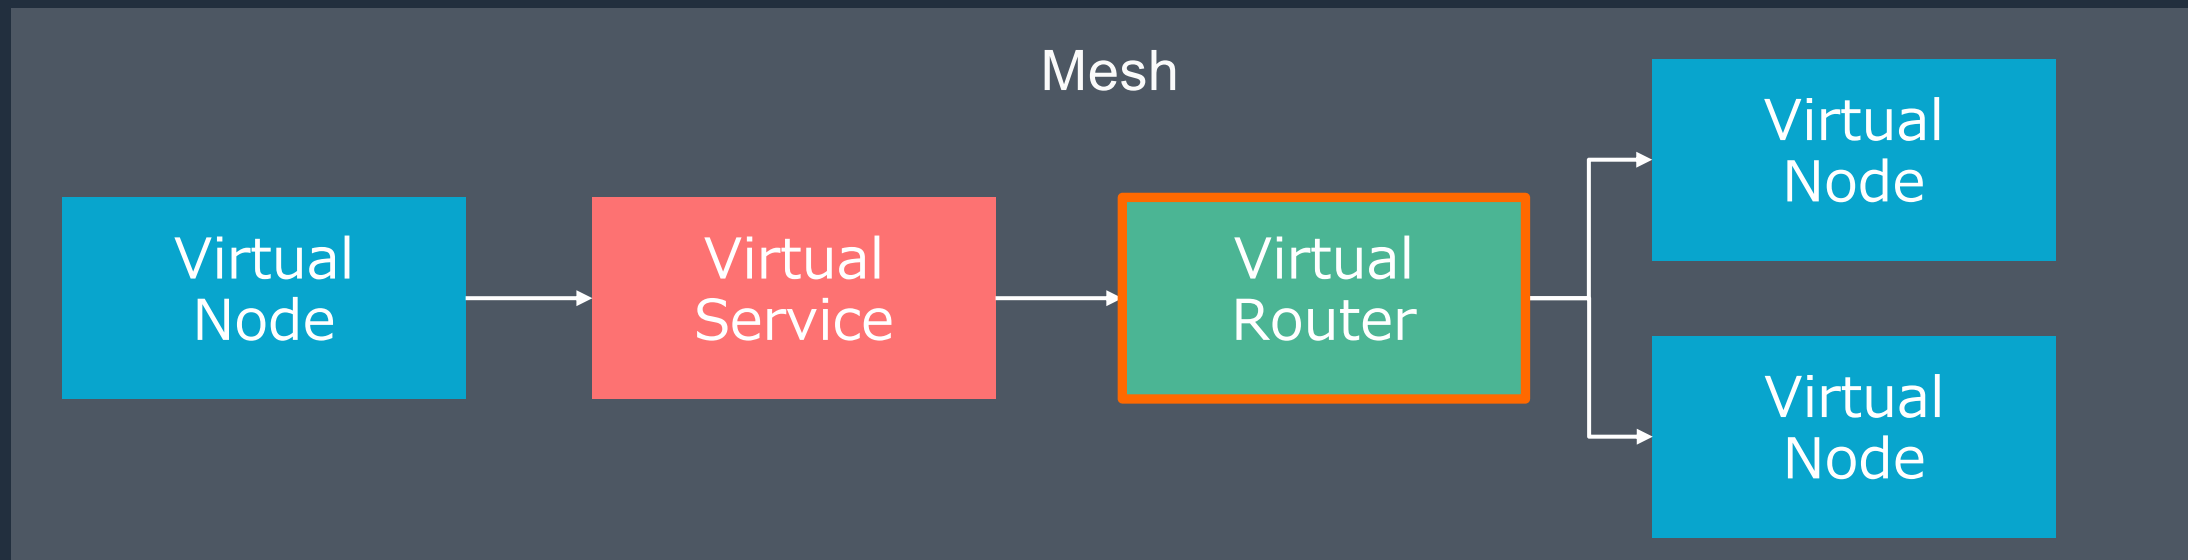 Mesh
Virtual
Node
Virtual
Service
Virtual
Router
Virtual
Node
Virtual
Node